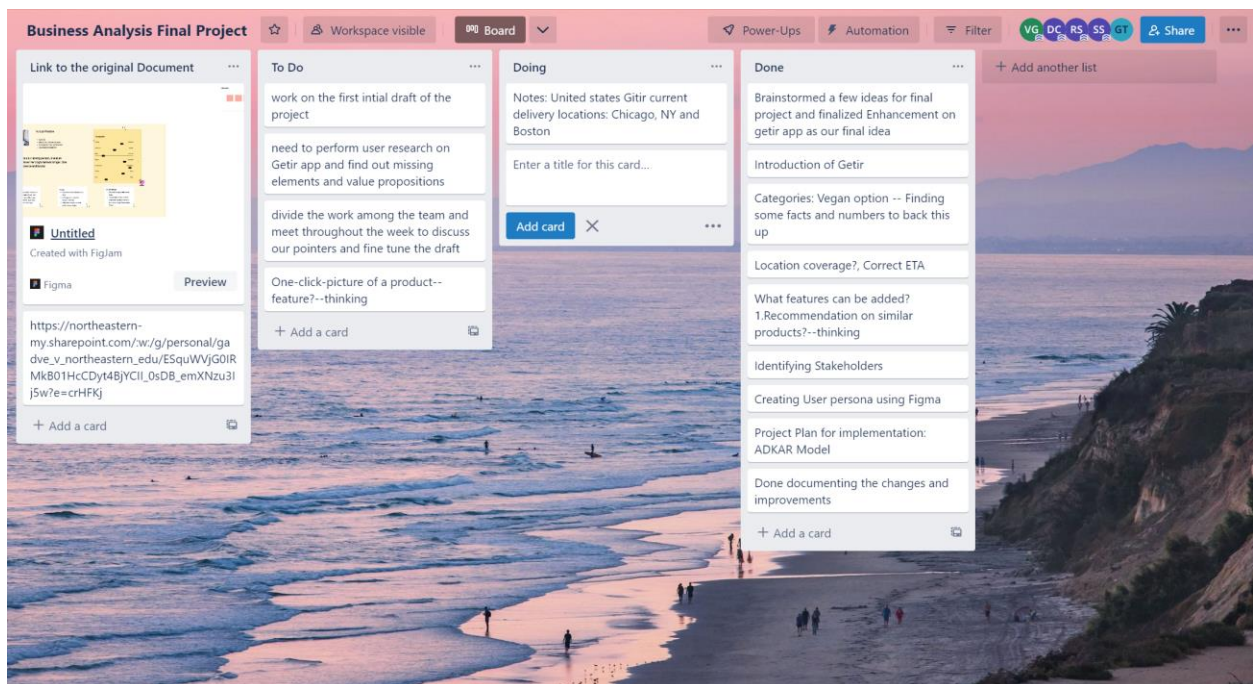 Business Analysis Final Project
Workspace visible
Board
Power-Ups
Automation
Filter
VG
DC
RS
SS
GT
Share
Link to the original Document
Untitled
Created with FigJam
Figma
Preview
https://northeastern-
my.sharepoint.com/:w:/g/personal/ga
dve_v_northeastern_edu/ESquWVjG0IR
MkB01HcCDyt4BjYCII_0sDB_emXNzu3I
j5w?e=crHFKj
+ Add a card
To Do
work on the first intial draft of the
project
need to perform user research on
Getir app and find out missing
elements and value propositions
divide the work among the team and
meet throughout the week to discuss
our pointers and fine tune the draft
One-click-picture of a product--
feature?--thinking
+ Add a card
Doing
Notes: United states Gitir current
delivery locations: Chicago, NY and
Boston
Enter a title for this card...
Add card
Done
Brainstormed a few ideas for final
project and finalized Enhancement on
getir app as our final idea
Introduction of Getir
Categories: Vegan option -- Finding
some facts and numbers to back this
up
Location coverage?, Correct ETA
What features can be added?
1.Recommendation on similar
products?--thinking
Identifying Stakeholders
Creating User persona using Figma
Project Plan for implementation:
ADKAR Model
Done documenting the changes and
improvements
+ Add a card
+ Add another list